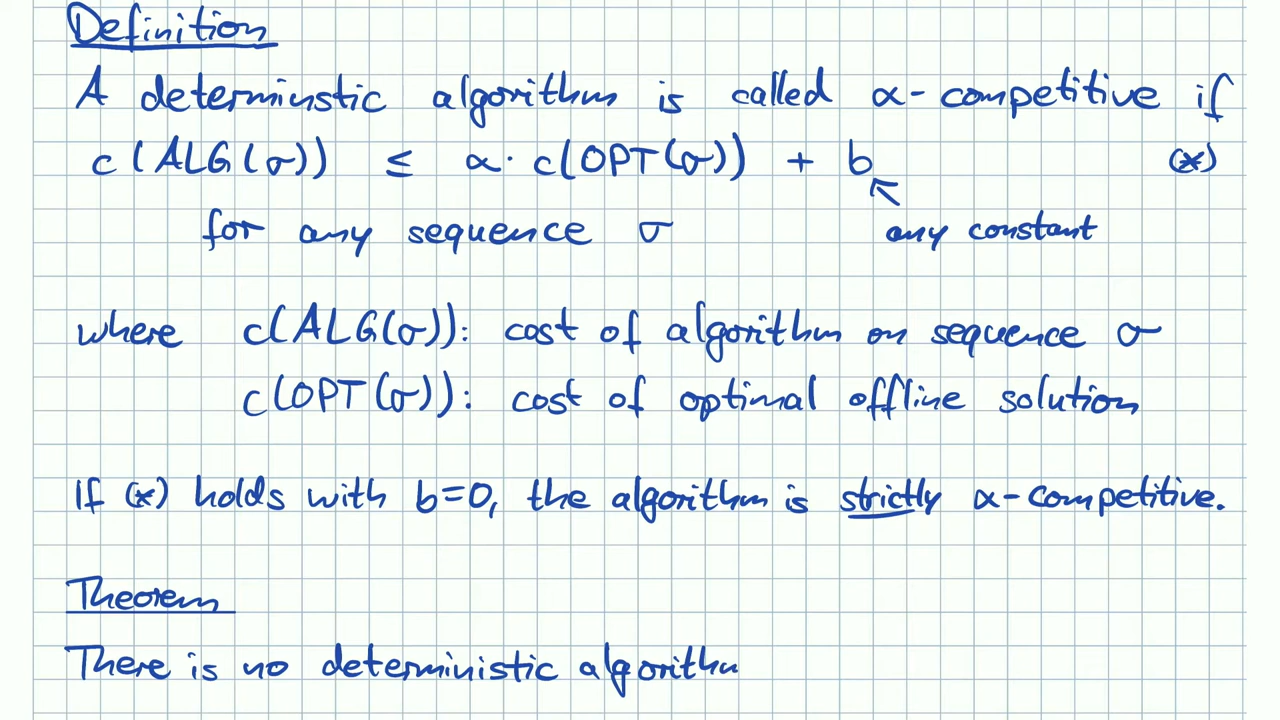 Definition
A determinstic algorithm is called α-competitive if
c(ALG(σ)) ≤ α· c(OPT(σ)) + b (*)
for any sequence σ any constant
where c(ALG(σ)): cost of algorithm on sequence σ
c(OPT(σ)): cost of optimal offline solution
If (*) holds with b=0, the algorithm is strictly α-competitive.
Theorem
There is no deterministic algorithm